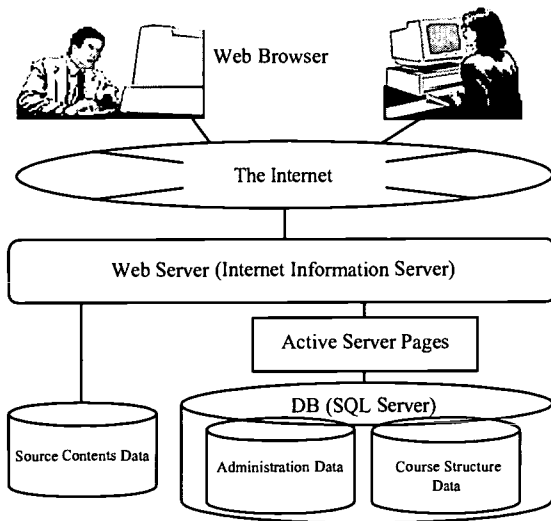 Web Browser
The Internet
Web Server (Internet Information Server)
Active Server Pages
DB (SQL Server)
Source Contents Data
Administration Data
Course Structure
Data